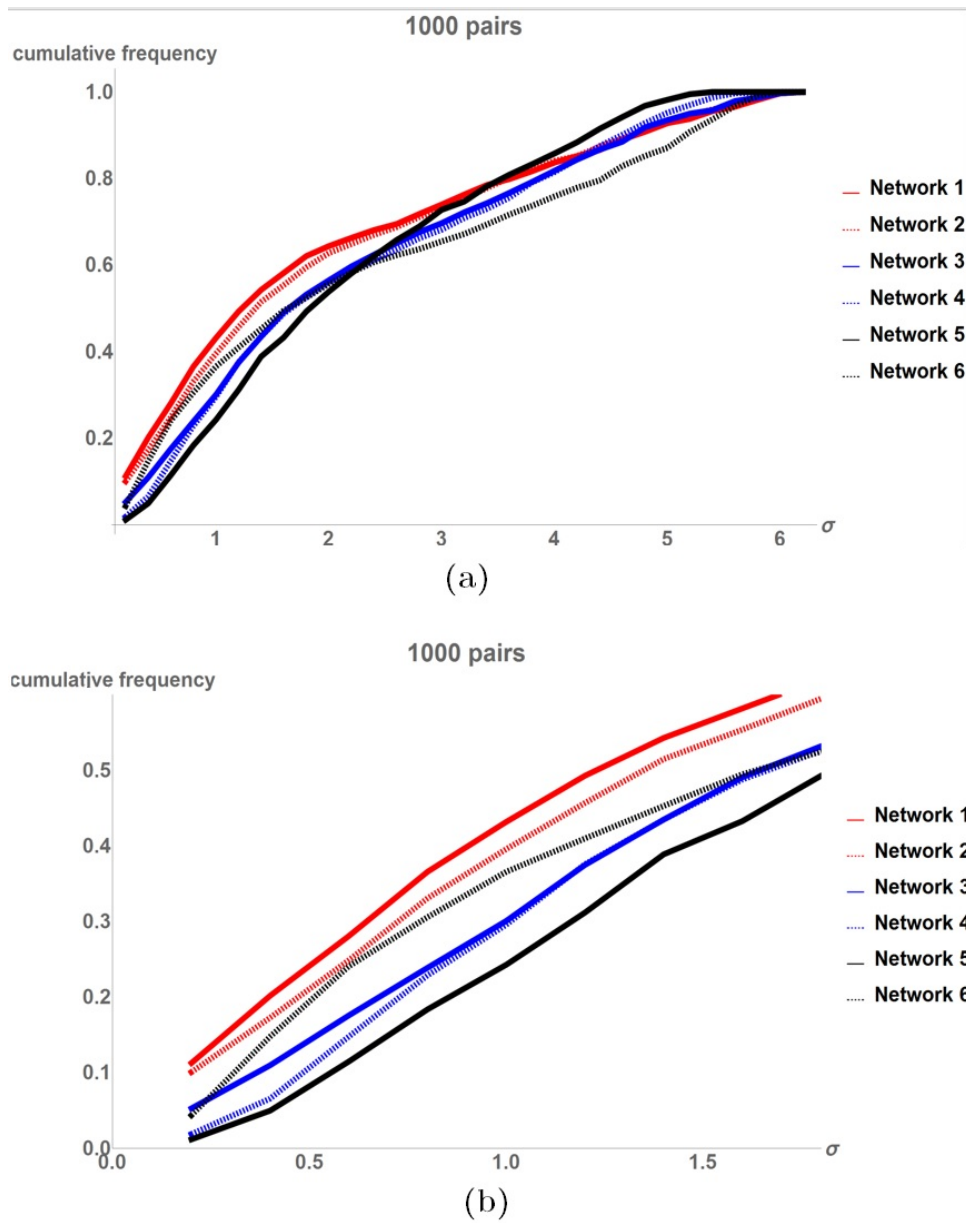 1000 pairs
cumulative frequency
1.0
0.8
0.6
0.4
0.2
1 2 3 4 5 6 σ
Network 1
Network 2
Network 3
Network 4
Network 5
Network 6
(a)
1000 pairs
cumulative frequency
0.5
0.4
0.3
0.2
0.1
0.0
0.0 0.5 1.0 1.5 σ
Network 1
Network 2
Network 3
Network 4
Network 5
Network 6
(b)